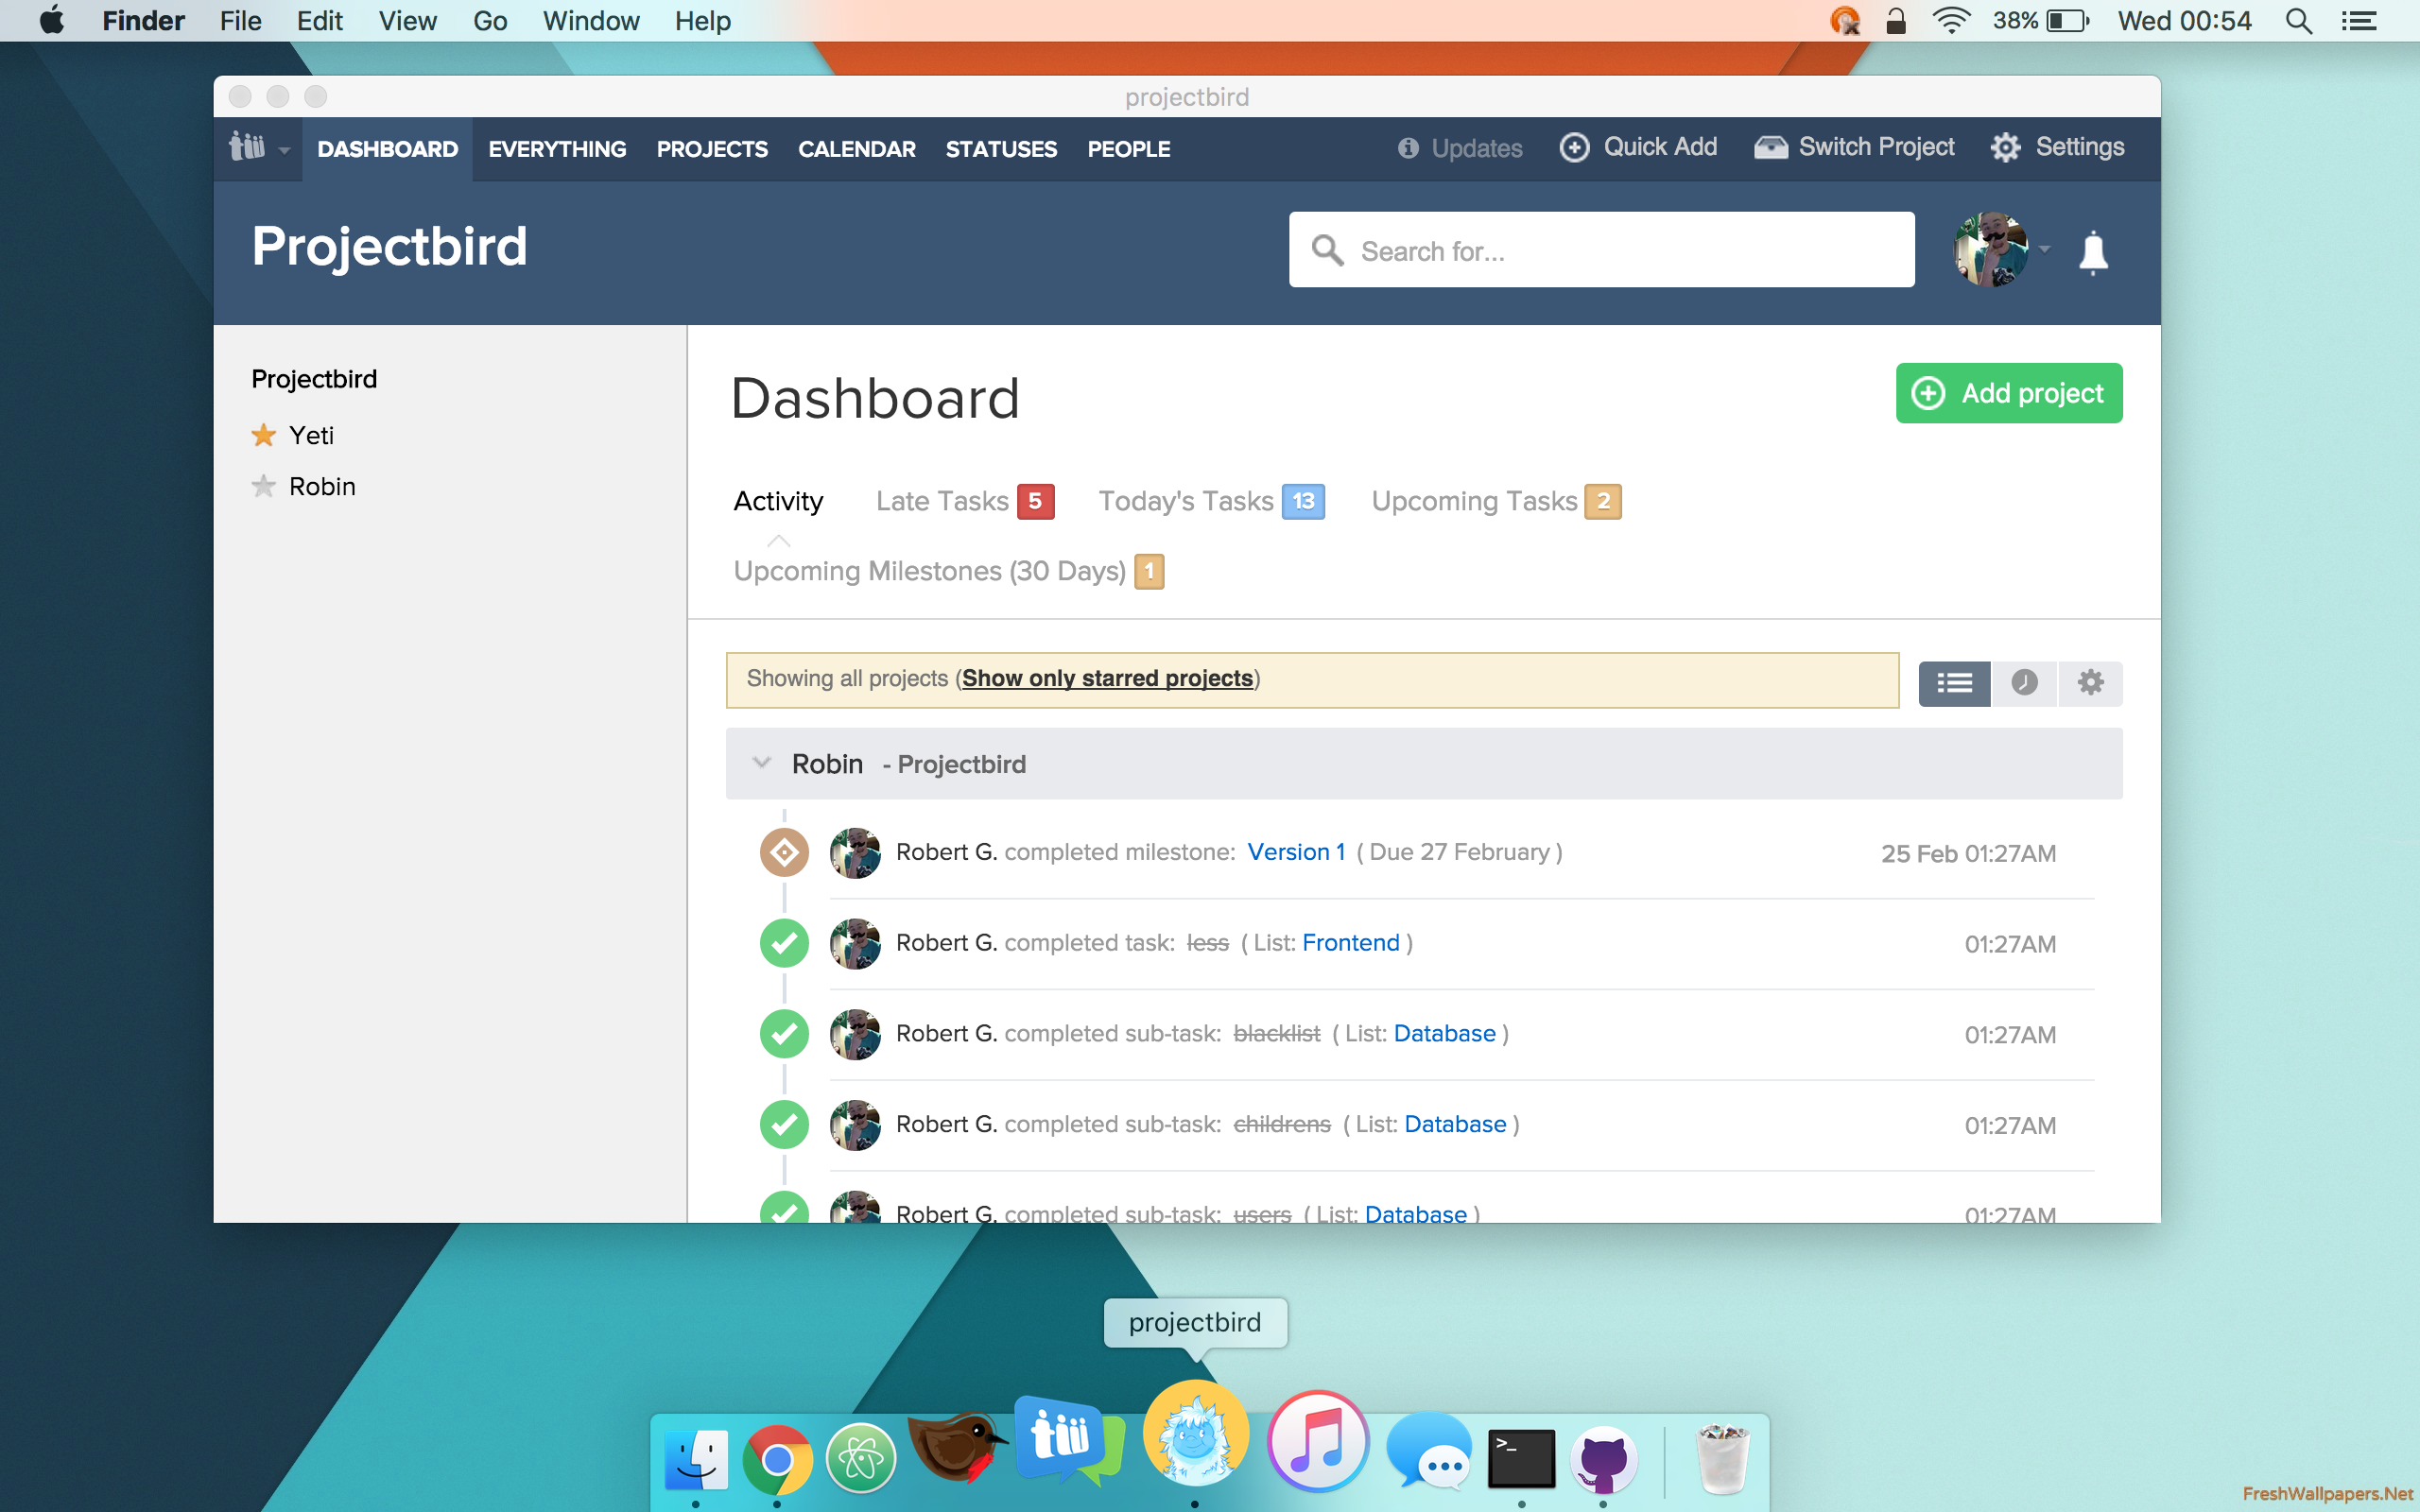 Finder File Edit View Go Window Help 38% Wed 00:54
projectbird
DASHBOARD EVERYTHING PROJECTS CALENDAR STATUSES PEOPLE Updates Quick Add Switch Project Settings
Projectbird Search for...
Projectbird
Yeti
Robin
Dashboard Add project
Activity Late Tasks 5 Today's Tasks 13 Upcoming Tasks 2
Upcoming Milestones (30 Days) 1
Showing all projects (Show only starred projects)
Robin - Projectbird
Robert G. completed milestone: Version 1 ( Due 27 February ) 25 Feb 01:27AM
Robert G. completed task: less ( List: Frontend ) 01:27AM
Robert G. completed sub-task: blacklist ( List: Database ) 01:27AM
Robert G. completed sub-task: childrens ( List: Database ) 01:27AM
Robert G. completed sub-task: users ( List: Database ) 01:27AM
projectbird
>_
FreshWallpapers.Net